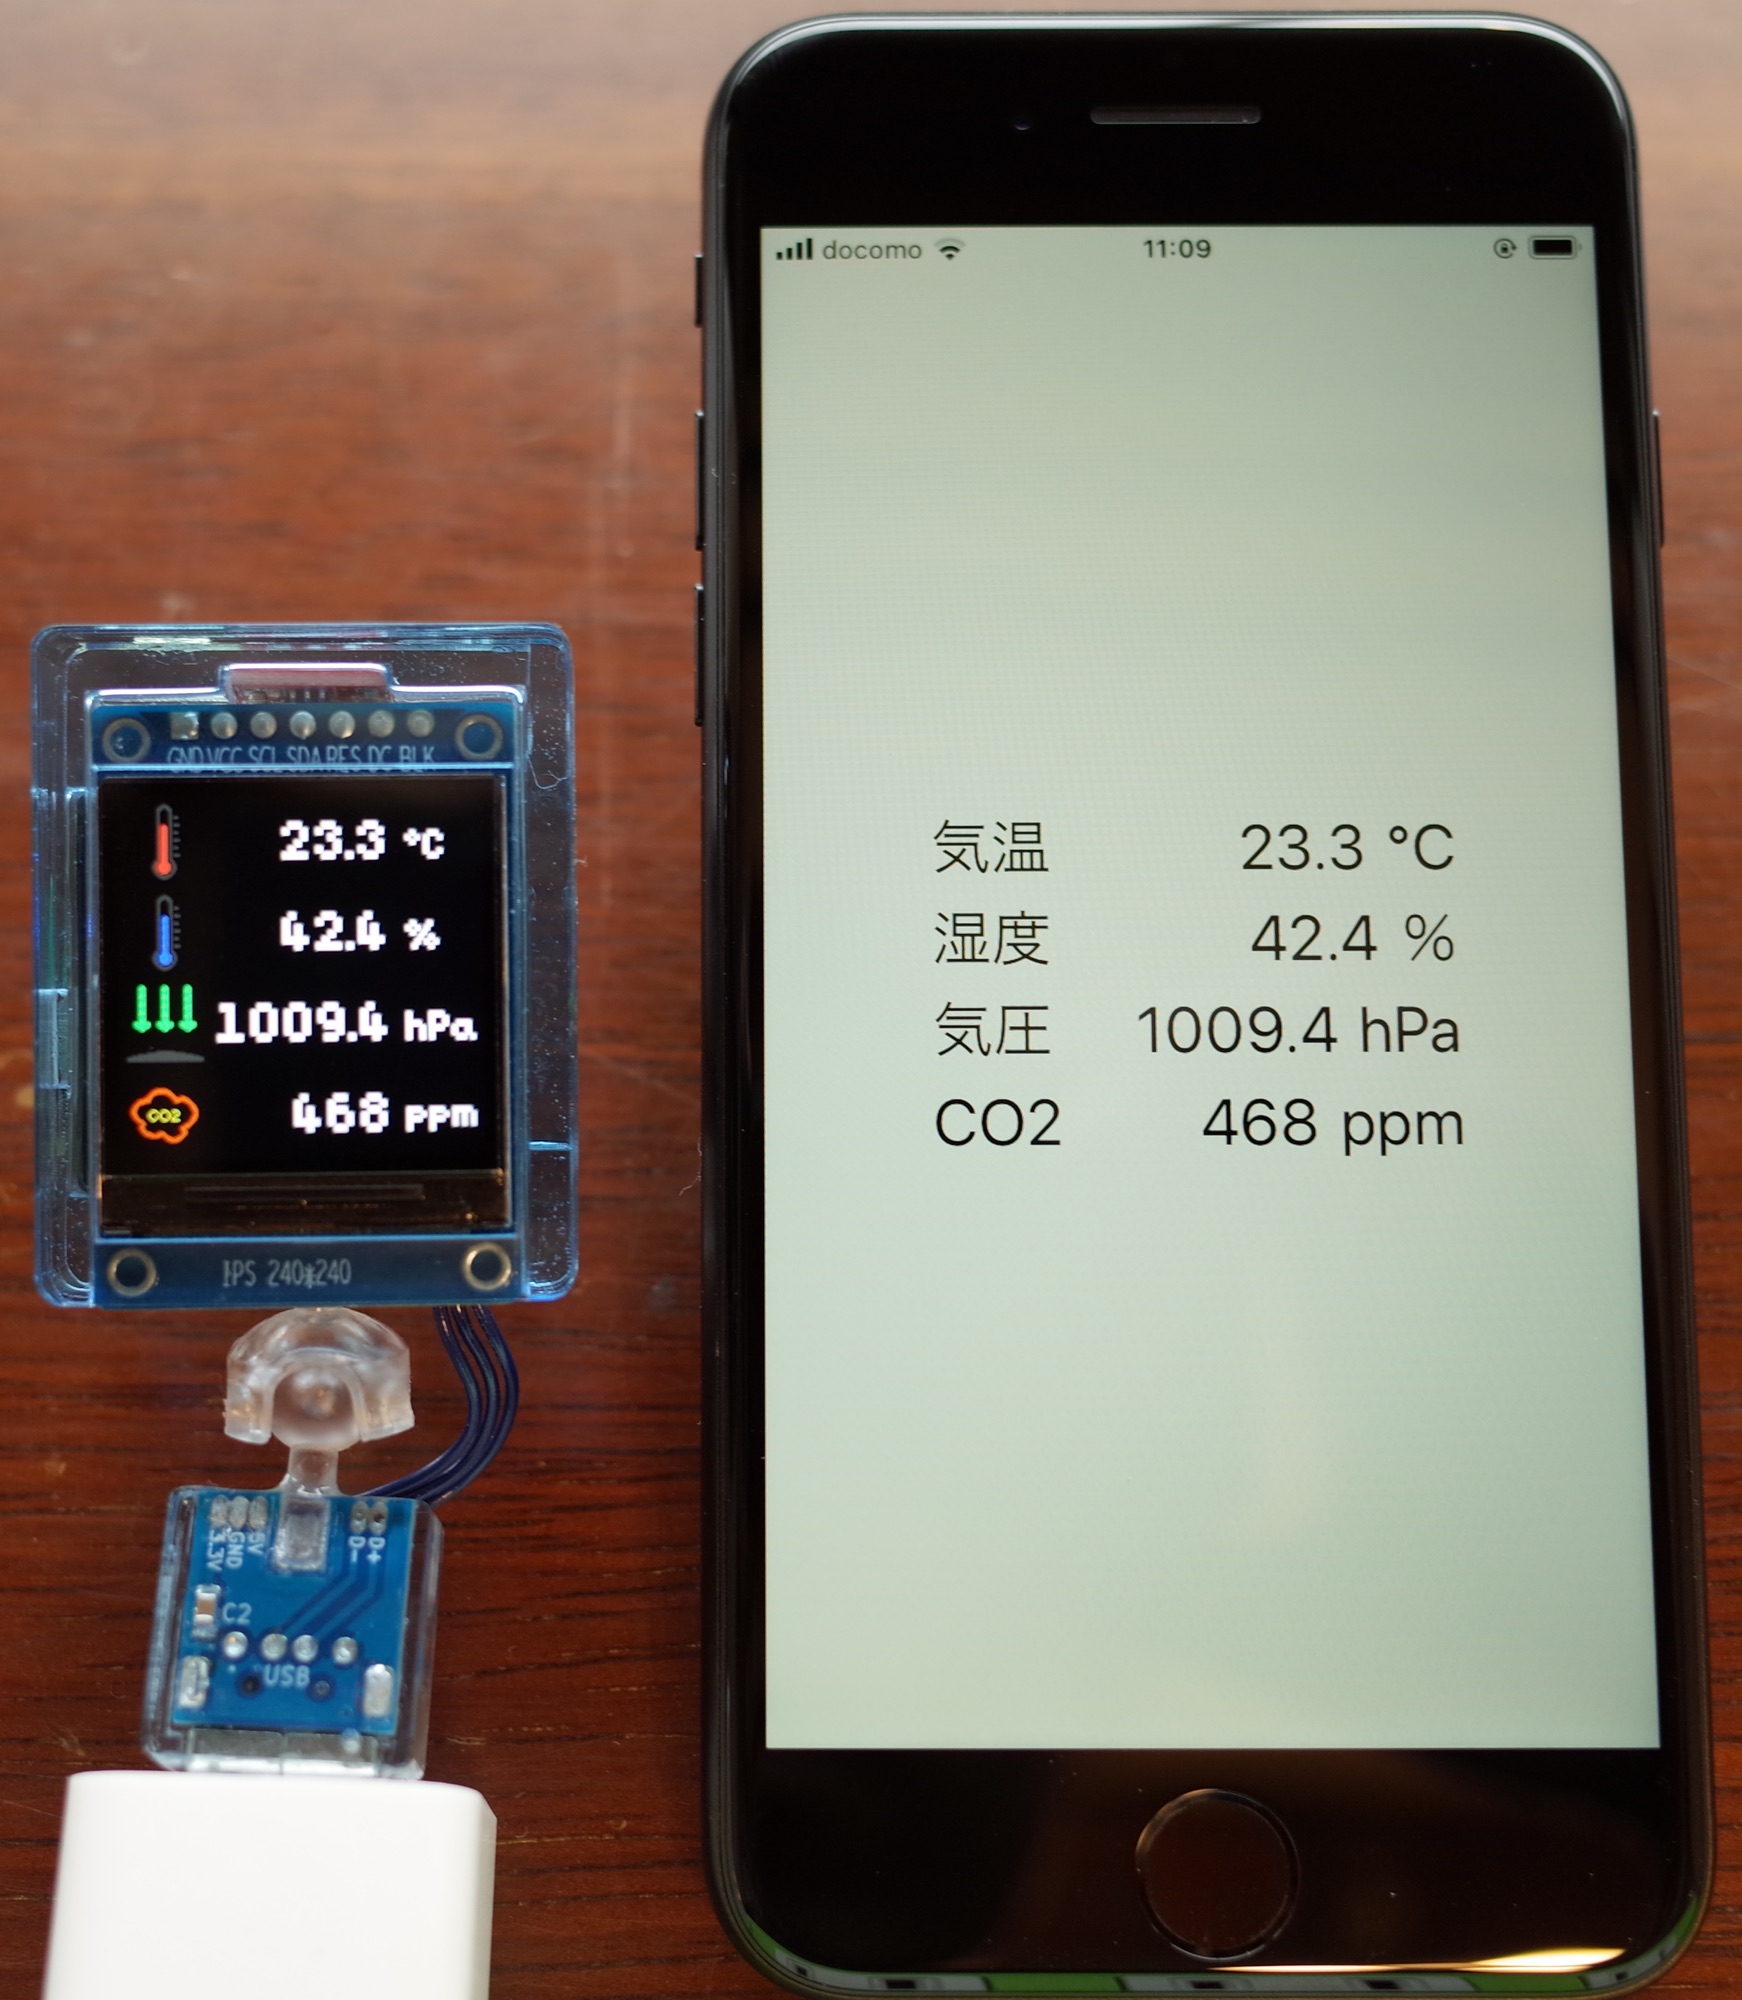 GND VCC SCL SDA RES DC BLK
23.3 °C
42.4 %
1009.4 hPa
CO2 468 ppm
IPS 240*240
3.3V GND 5V D- D+
C2
USB
docomo 11:09
気温 23.3 °C
湿度 42.4 %
気圧 1009.4 hPa
CO2 468 ppm